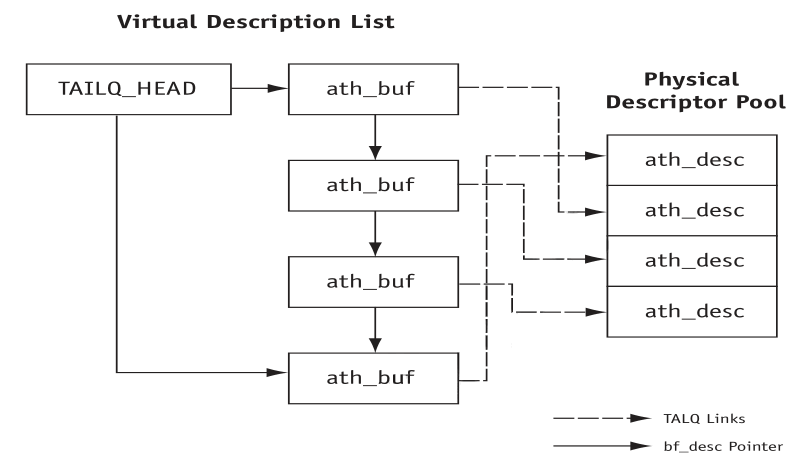 Virtual Description List
TAILQ_HEAD
ath_buf
ath_buf
ath_buf
ath_buf
Physical
Descriptor Pool
ath_desc
ath_desc
ath_desc
ath_desc
TALQ Links
bf_desc Pointer